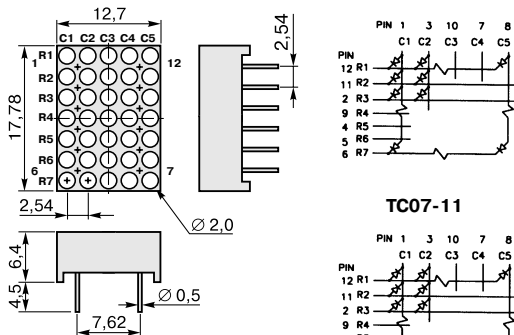 12,7
C1 C2 C3 C4 C5
R1
1
12
R2
R3
R4
R5
R6
6
7
R7
17,78
2,54
2,54
Ø 2,0
6,4
4,5
Ø 0,5
7,62
PIN 1 3 10 7 8
C1 C2 C3 C4 C5
PIN
12 R1
11 R2
2 R3
9 R4
4 R5
5 R6
6 R7
TC07-11
PIN 1 3 10 7 8
C1 C2 C3 C4 C5
PIN
12 R1
11 R2
2 R3
9 R4